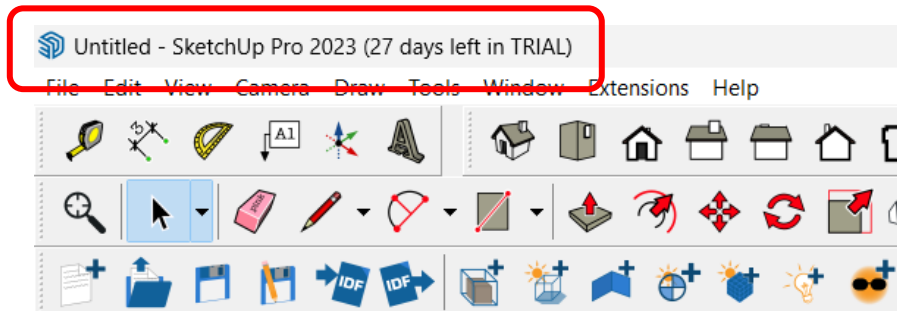 Untitled - SketchUp Pro 2023 (27 days left in TRIAL)
File Edit View Camera Draw Tools Window Extensions Help
A1 A
pink
IDF IDF